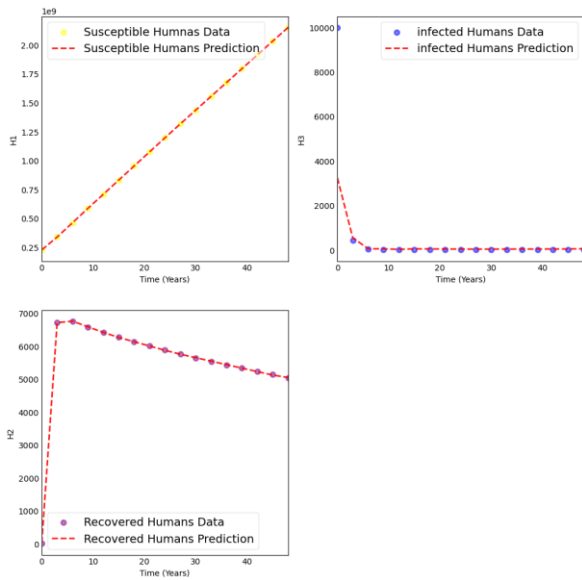 1e9
Susceptible Humnas Data
Susceptible Humans Prediction
2.00
1.75
1.50
1.25
1.00
0.75
0.50
0.25
H1
0 10 20 30 40
Time (Years)
infected Humans Data
infected Humans Prediction
10000
8000
6000
4000
2000
0
H3
0 10 20 30 40
Time (Years)
7000
6000
5000
4000
3000
2000
1000
0
H2
Recovered Humans Data
Recovered Humans Prediction
0 10 20 30 40
Time (Years)